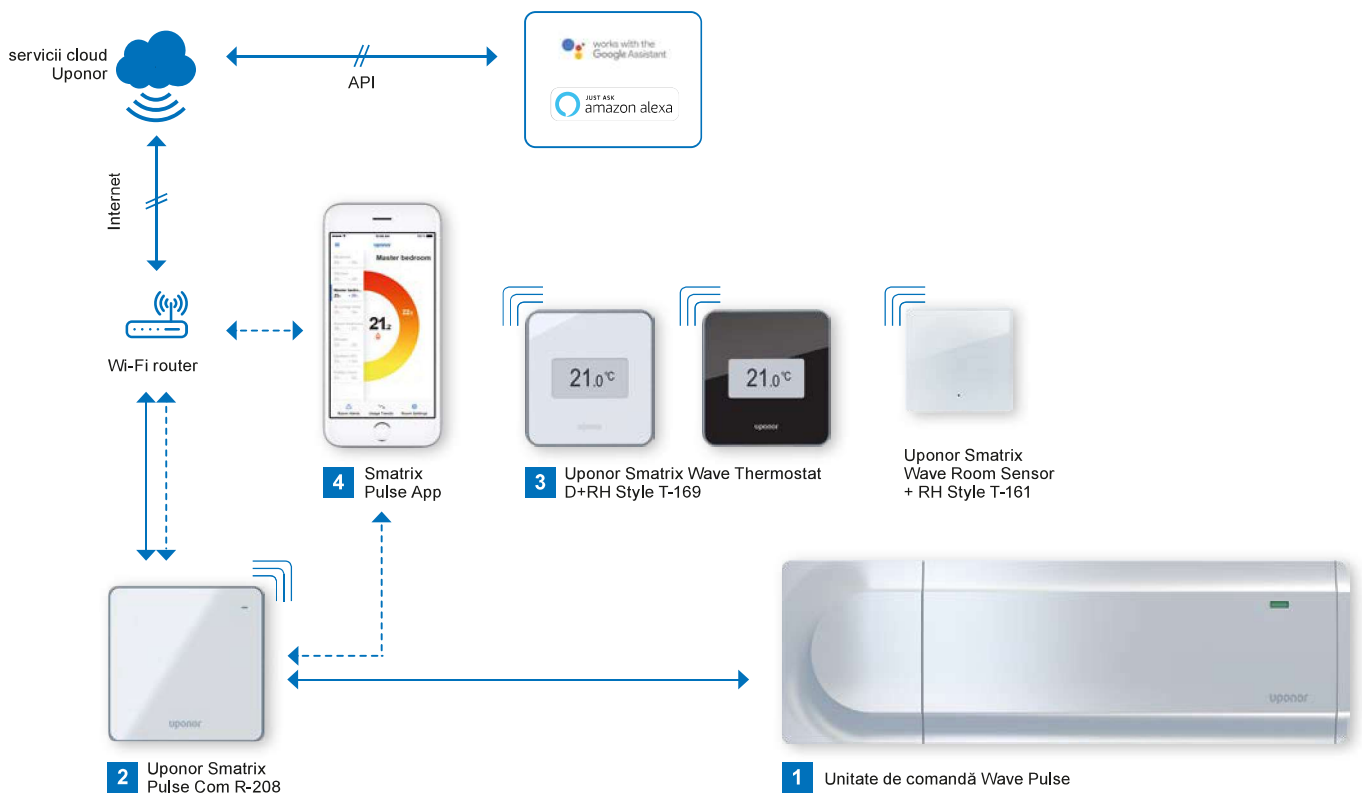 servicii cloud
Uponor
API
works with the
Google Assistant
JUST ASK
amazon alexa
Internet
Wi-Fi router
uponor
Master bedroom
21.2
21.0 °C
uponor
21.0 °C
uponor
4 Smatrix
Pulse App
3 Uponor Smatrix Wave Thermostat
D+RH Style T-169
Uponor Smatrix
Wave Room Sensor
+ RH Style T-161
uponor
2 Uponor Smatrix
Pulse Com R-208
uponor
1 Unitate de comandă Wave Pulse